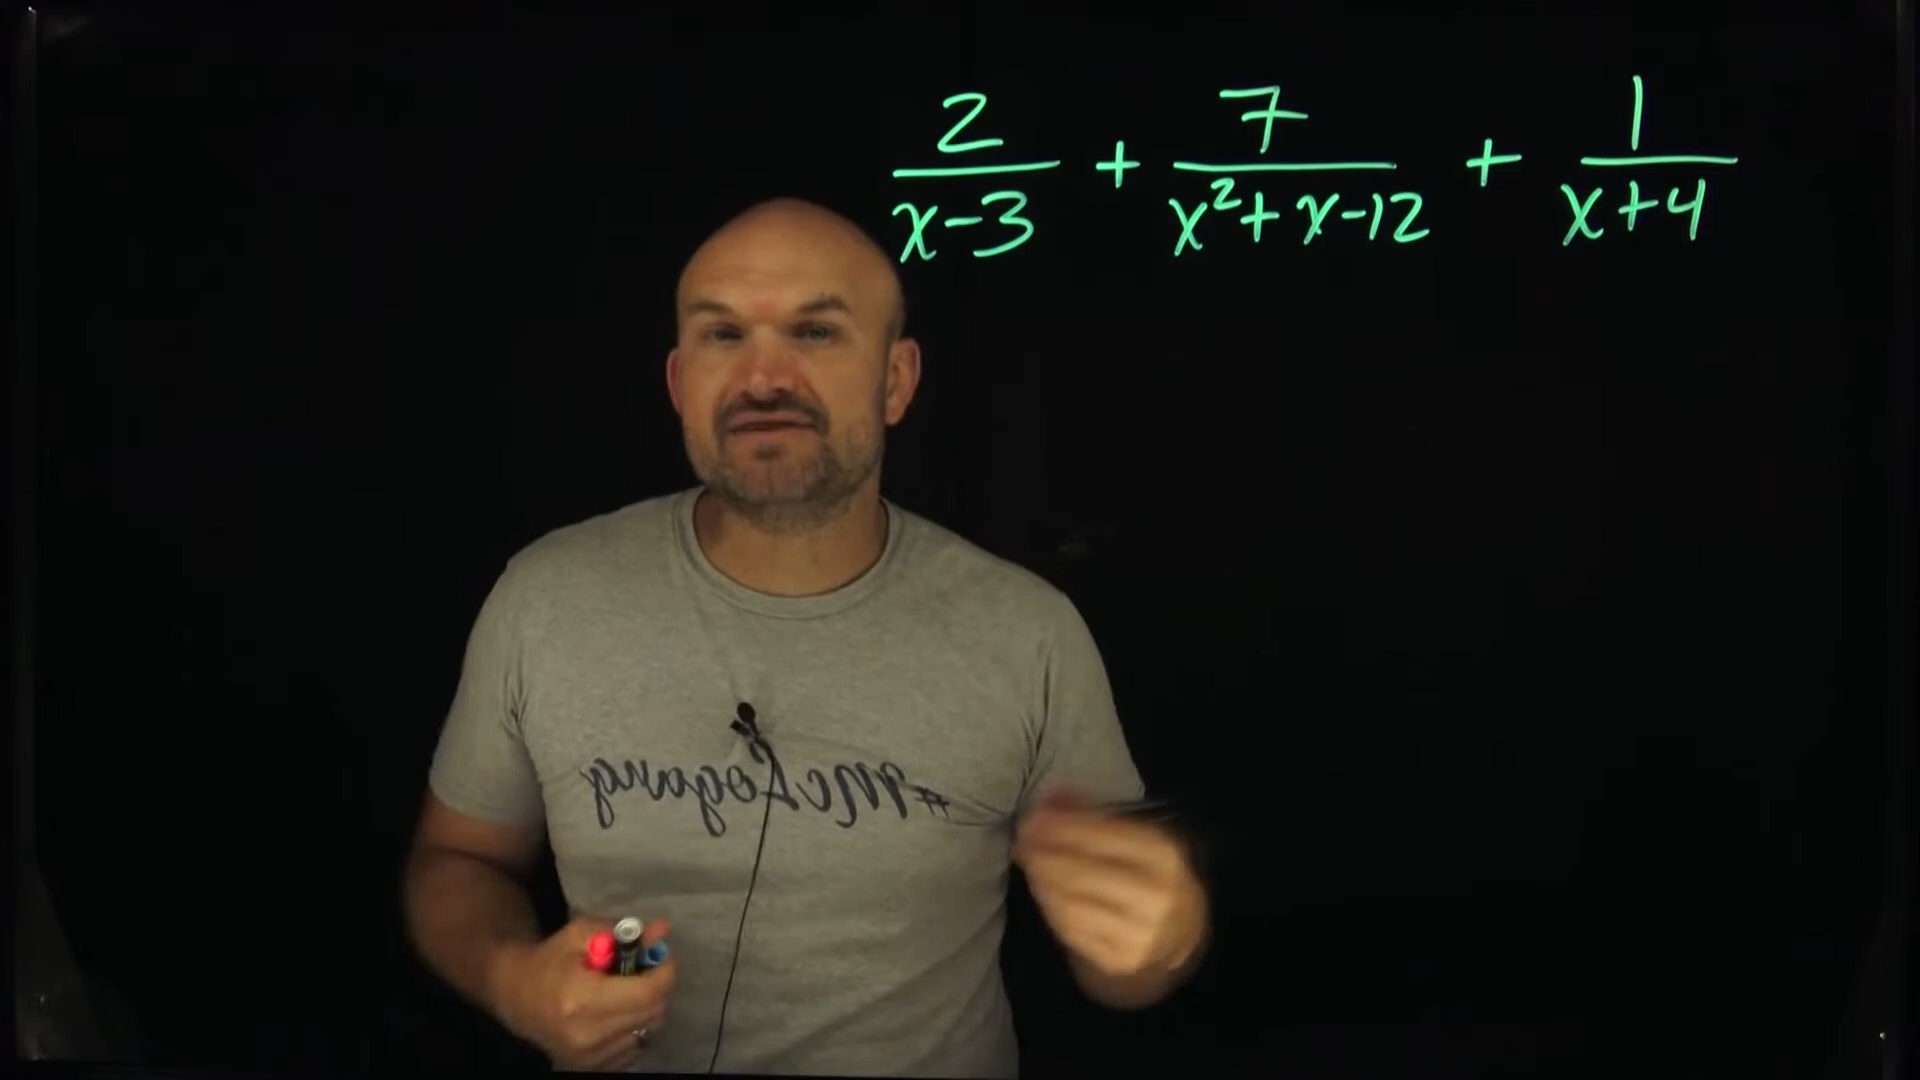 2/(x-3) + 7/(x²+x-12) + 1/(x+4)
#McLogang